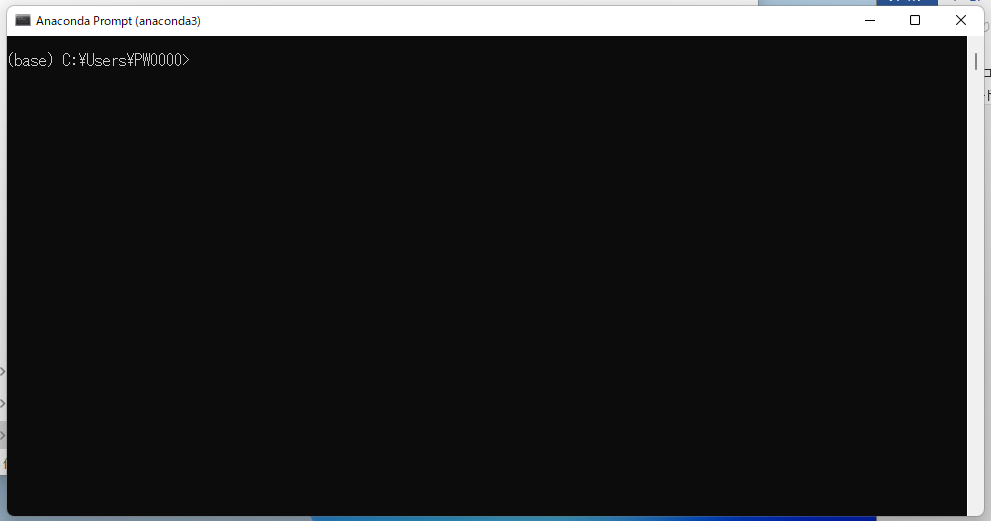 Anaconda Prompt (anaconda3)
(base) C:¥Users¥PW0000>